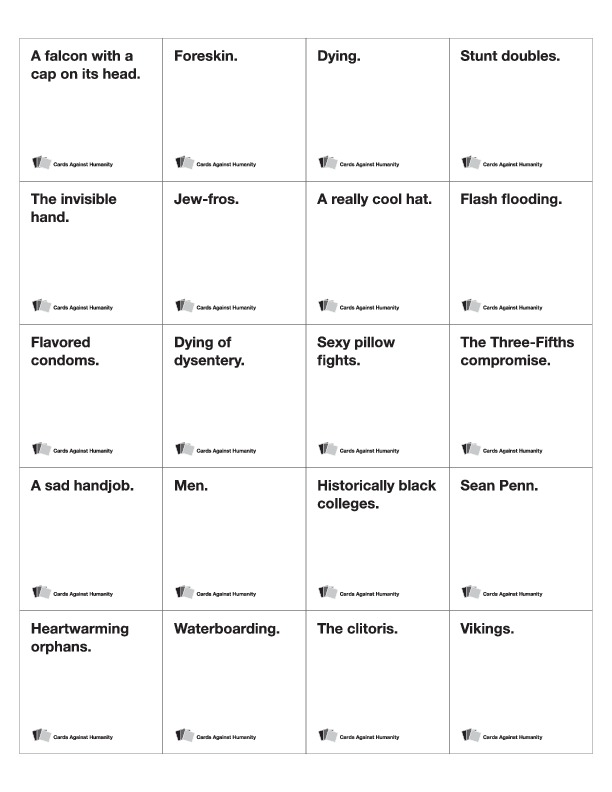 A falcon with a
cap on its head.
Cards Against Humanity
Foreskin.
Cards Against Humanity
Dying.
Cards Against Humanity
Stunt doubles.
Cards Against Humanity
The invisible
hand.
Cards Against Humanity
Jew-fros.
Cards Against Humanity
A really cool hat.
Cards Against Humanity
Flash flooding.
Cards Against Humanity
Flavored
condoms.
Cards Against Humanity
Dying of
dysentery.
Cards Against Humanity
Sexy pillow
fights.
Cards Against Humanity
The Three-Fifths
compromise.
Cards Against Humanity
A sad handjob.
Cards Against Humanity
Men.
Cards Against Humanity
Historically black
colleges.
Cards Against Humanity
Sean Penn.
Cards Against Humanity
Heartwarming
orphans.
Cards Against Humanity
Waterboarding.
Cards Against Humanity
The clitoris.
Cards Against Humanity
Vikings.
Cards Against Humanity